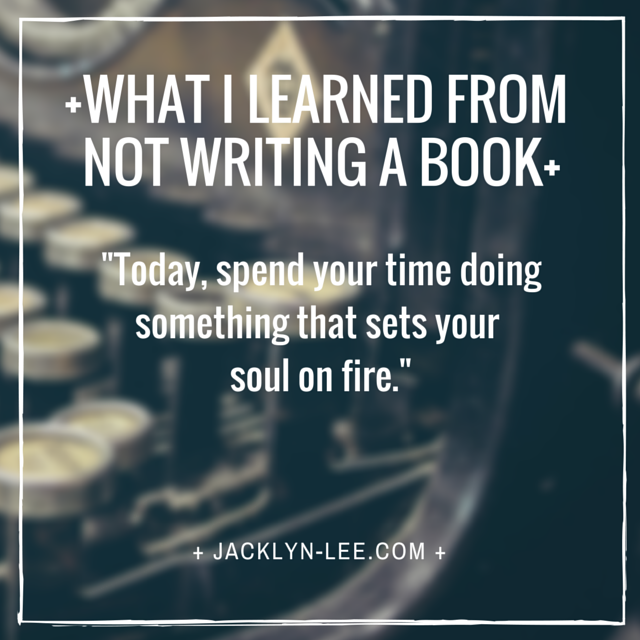 +WHAT I LEARNED FROM
NOT WRITING A BOOK+
"Today, spend your time doing
something that sets your
soul on fire."
+ JACKLYN-LEE.COM +